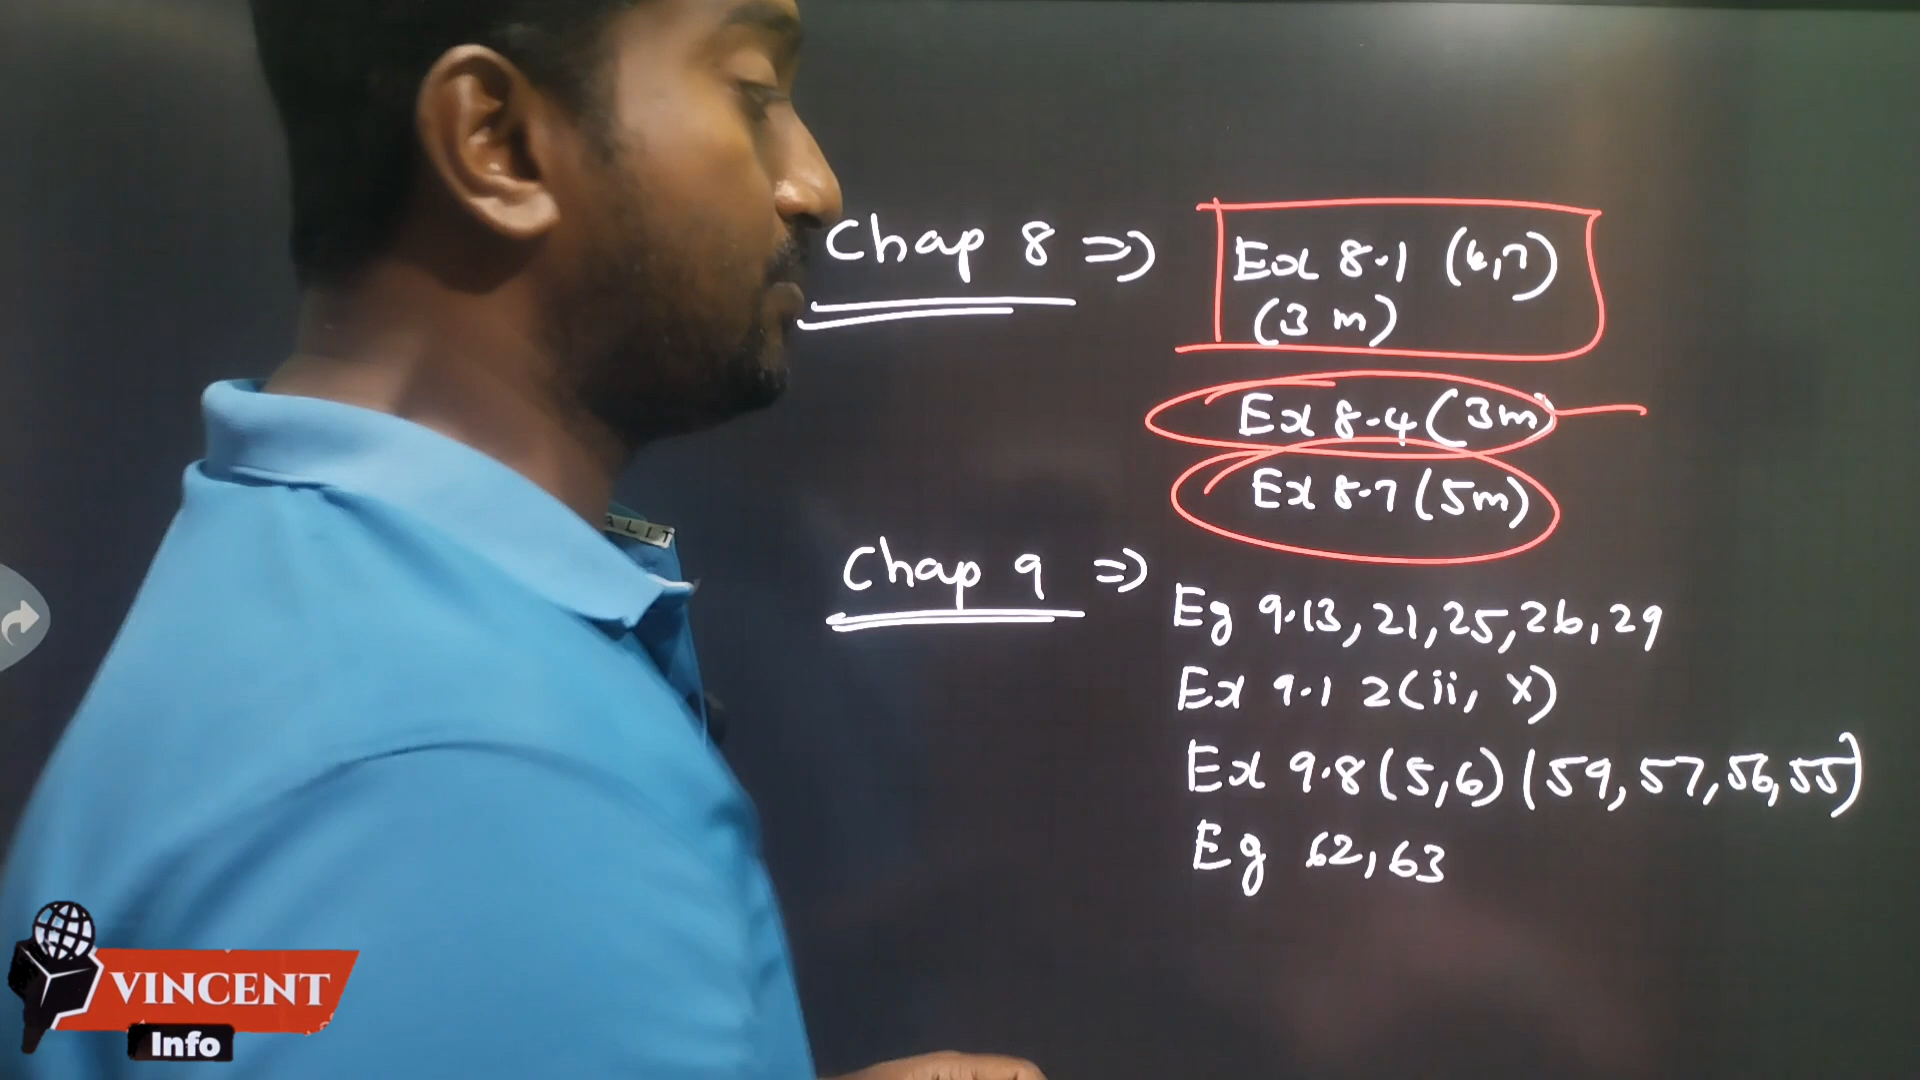 Chap 8 => Ex 8.1 (6,7)
(3 m)
Ex 8.4 (3m)
Ex 8.7 (5m)
Chap 9 =>
Eg 9.13, 21, 25, 26, 29
Ex 9.1 2(ii, x)
Ex 9.8 (5,6) (59, 57, 56, 55)
Eg 62, 63
VINCENT
Info